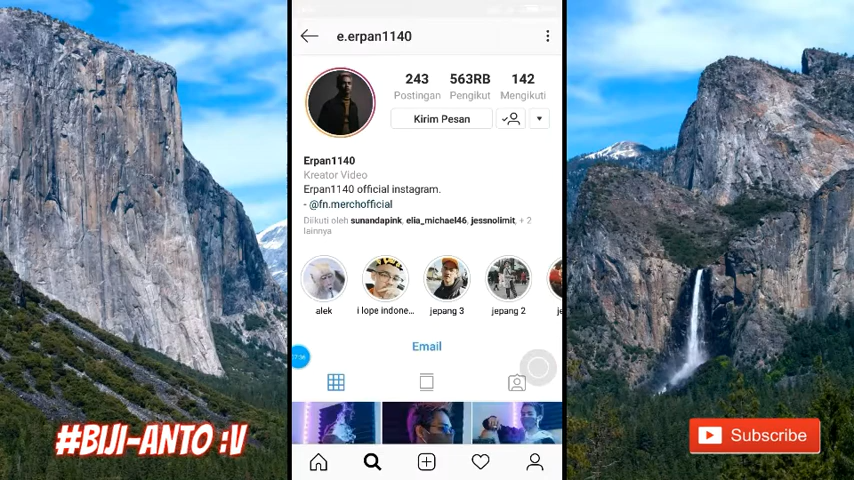 e.erpan1140
243 563RB 142
Postingan Pengikut Mengikuti
Kirim Pesan
Erpan1140
Kreator Video
Erpan1140 official instagram.
- @fn.merchofficial
Diikuti oleh sunandapink, elia_michael46, jessnolimit, + 2
lainnya
alek i lope indone... jepang 3 jepang 2 je
Email
#BIJI-ANTO :V
Subscribe